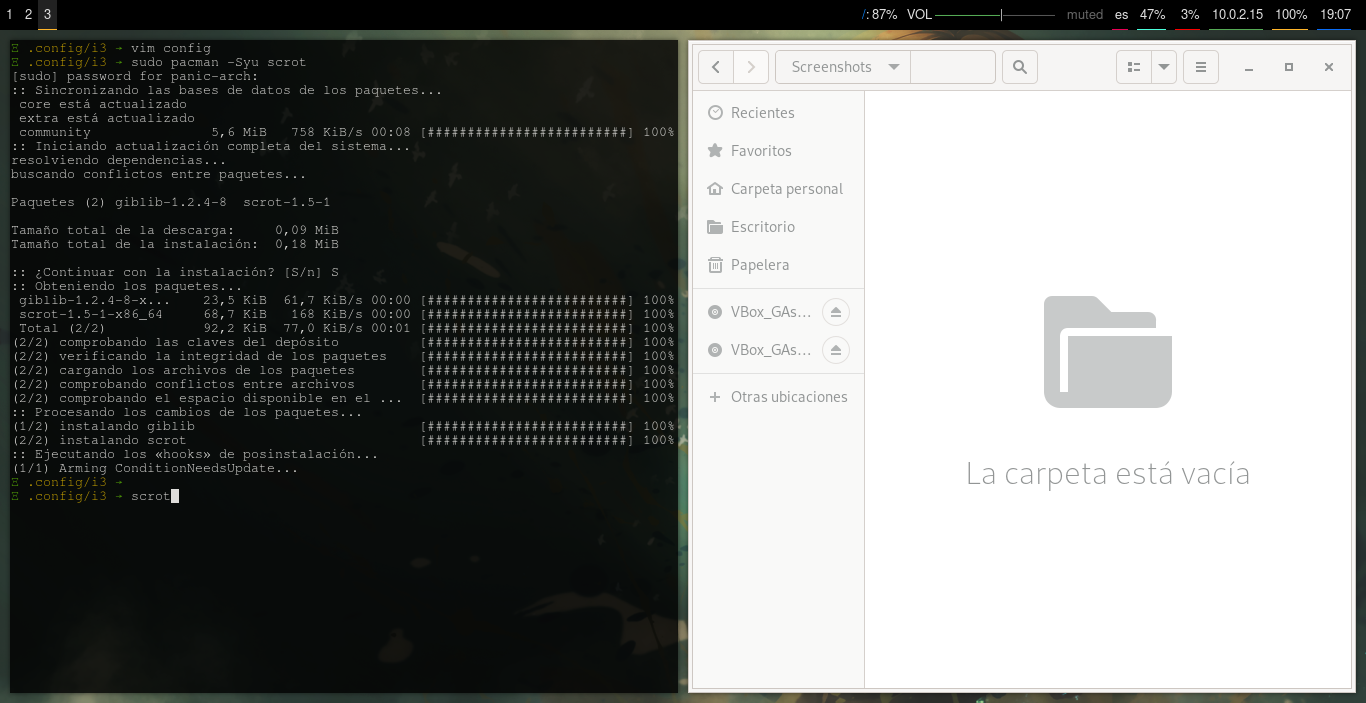 1 2 3
/: 87% VOL muted es 47% 3% 10.0.2.15 100% 19:07
Ξ .config/i3 → vim config
Ξ .config/i3 → sudo pacman -Syu scrot
[sudo] password for panic-arch:
:: Sincronizando las bases de datos de los paquetes...
core está actualizado
extra está actualizado
community 5,6 MiB 758 KiB/s 00:08 [#########################] 100%
:: Iniciando actualización completa del sistema...
resolviendo dependencias...
buscando conflictos entre paquetes...
Paquetes (2) giblib-1.2.4-8 scrot-1.5-1
Tamaño total de la descarga: 0,09 MiB
Tamaño total de la instalación: 0,18 MiB
:: ¿Continuar con la instalación? [S/n] S
:: Obteniendo los paquetes...
giblib-1.2.4-8-x... 23,5 KiB 61,7 KiB/s 00:00 [#########################] 100%
scrot-1.5-1-x86_64 68,7 KiB 168 KiB/s 00:00 [#########################] 100%
Total (2/2) 92,2 KiB 77,0 KiB/s 00:01 [#########################] 100%
(2/2) comprobando las claves del depósito [#########################] 100%
(2/2) verificando la integridad de los paquetes [#########################] 100%
(2/2) cargando los archivos de los paquetes [#########################] 100%
(2/2) comprobando conflictos entre archivos [#########################] 100%
(2/2) comprobando el espacio disponible en el ... [#########################] 100%
:: Procesando los cambios de los paquetes...
(1/2) instalando giblib [#########################] 100%
(2/2) instalando scrot [#########################] 100%
:: Ejecutando los «hooks» de posinstalación...
(1/1) Arming ConditionNeedsUpdate...
Ξ .config/i3 →
Ξ .config/i3 → scrot
Screenshots
Recientes
Favoritos
Carpeta personal
Escritorio
Papelera
VBox_GAs...
VBox_GAs...
Otras ubicaciones
La carpeta está vacía